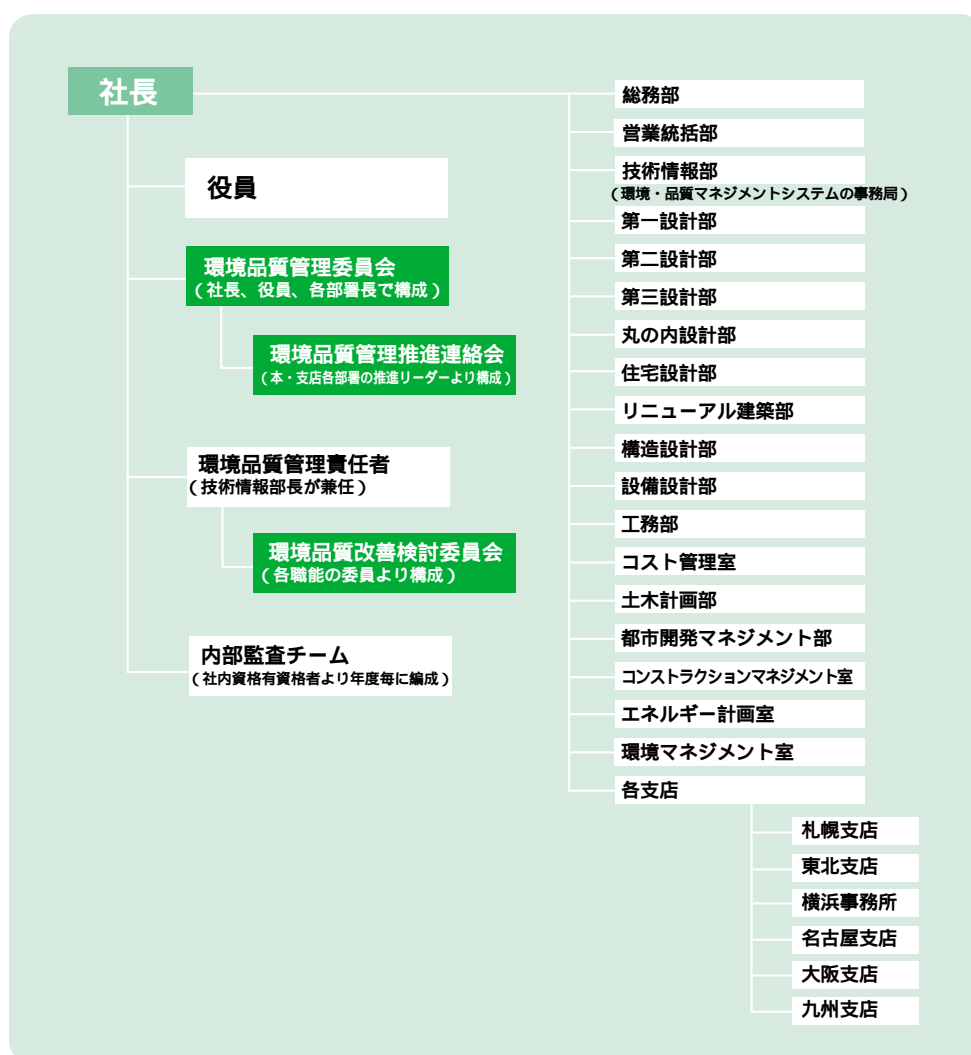 社長
役員
環境品質管理委員会
(社長、役員、各部署長で構成)
環境品質管理推進連絡会
(本・支店各部署の推進リーダーより構成)
環境品質管理責任者
(技術情報部長が兼任)
環境品質改善検討委員会
(各職能の委員より構成)
内部監査チーム
(社内資格有資格者より年度毎に編成)
総務部
営業統括部
技術情報部
(環境・品質マネジメントシステムの事務局)
第一設計部
第二設計部
第三設計部
丸の内設計部
住宅設計部
リニューアル建築部
構造設計部
設備設計部
工務部
コスト管理室
土木計画部
都市開発マネジメント部
コンストラクションマネジメント室
エネルギー計画室
環境マネジメント室
各支店
札幌支店
東北支店
横浜事務所
名古屋支店
大阪支店
九州支店